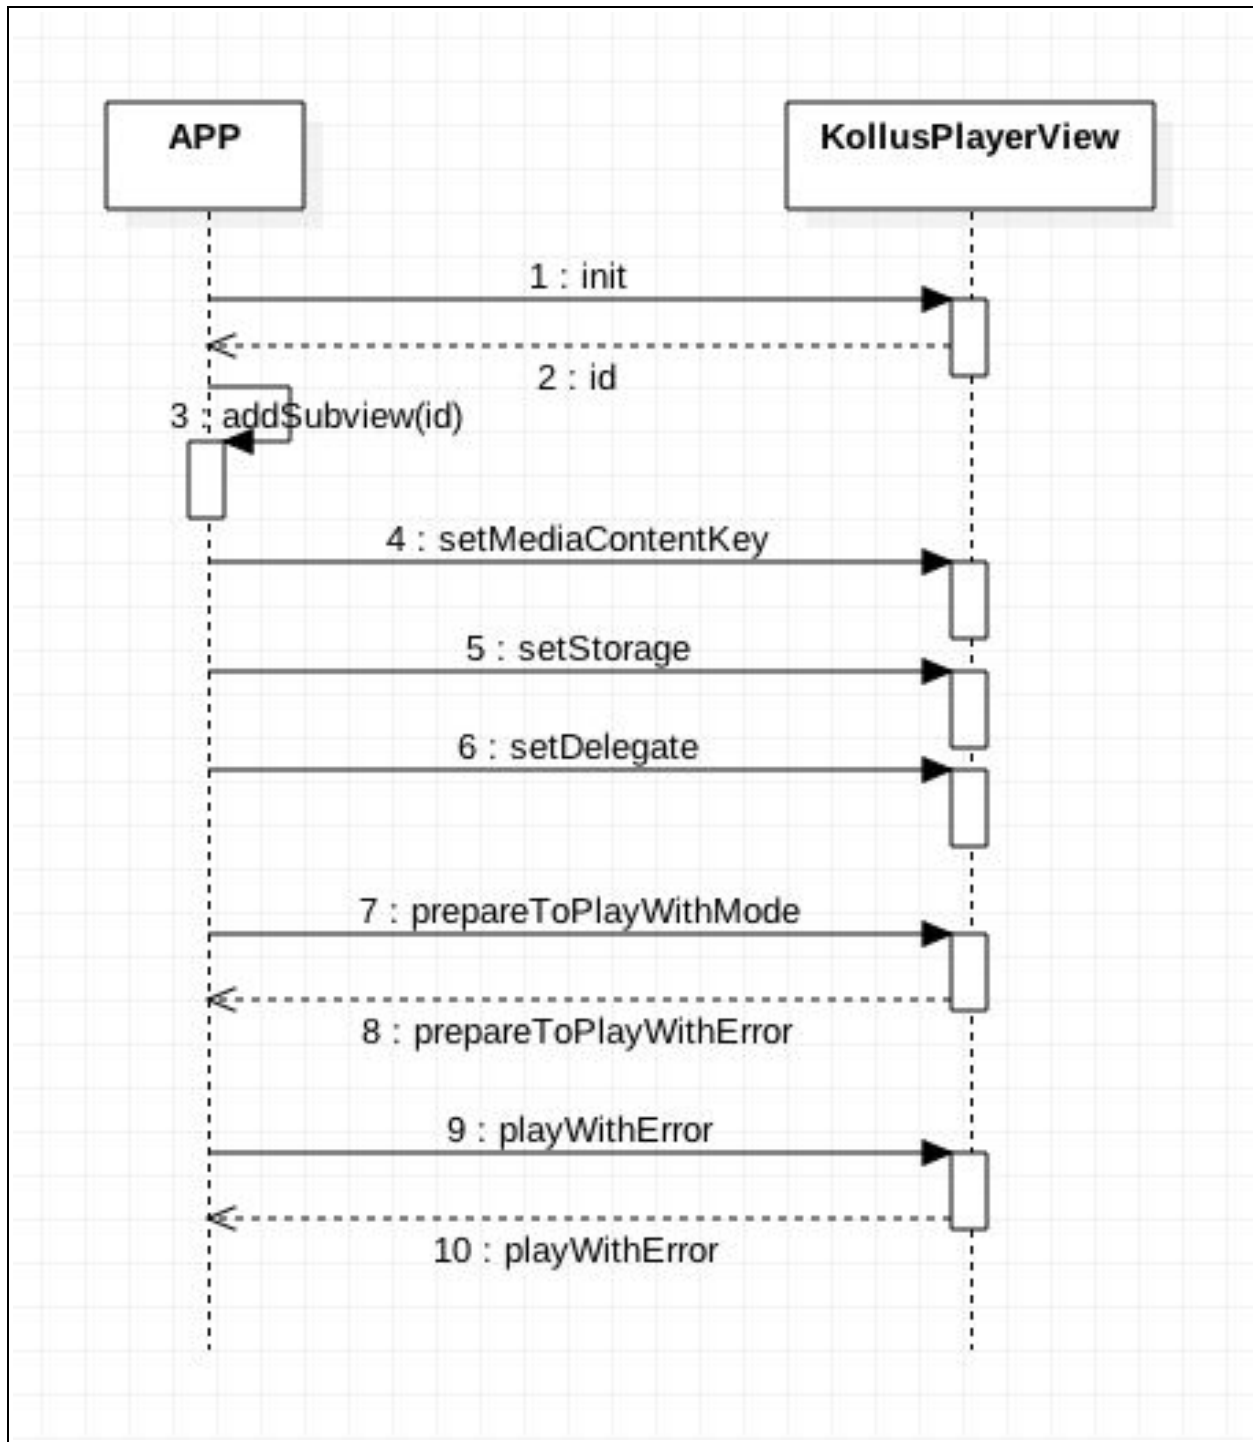 APP
KollusPlayerView
1 : init
2 : id
3 : addSubview(id)
4 : setMediaContentKey
5 : setStorage
6 : setDelegate
7 : prepareToPlayWithMode
8 : prepareToPlayWithError
9 : playWithError
10 : playWithError